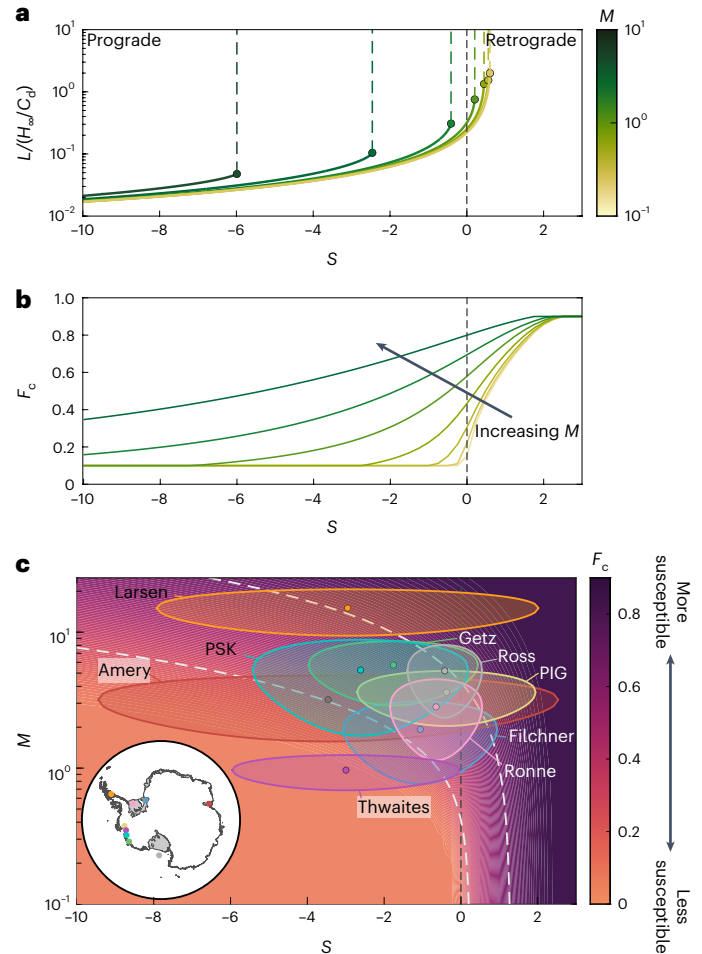 a
M
10¹
Prograde
Retrograde
10¹
10⁰
10⁻¹
10⁻²
L/(H∞/Cd)
10⁰
10⁻¹
−10
−8
−6
−4
−2
0
2
S
b
1.0
0.8
0.6
0.4
0.2
0
Fc
Increasing M
−10
−8
−6
−4
−2
0
2
S
c
Fc
Larsen
PSK
Getz
Ross
Amery
PIG
Filchner
Ronne
Thwaites
10¹
10⁰
10⁻¹
M
−10
−8
−6
−4
−2
0
2
S
0.8
0.6
0.4
0.2
0
More
susceptible
Less
susceptible